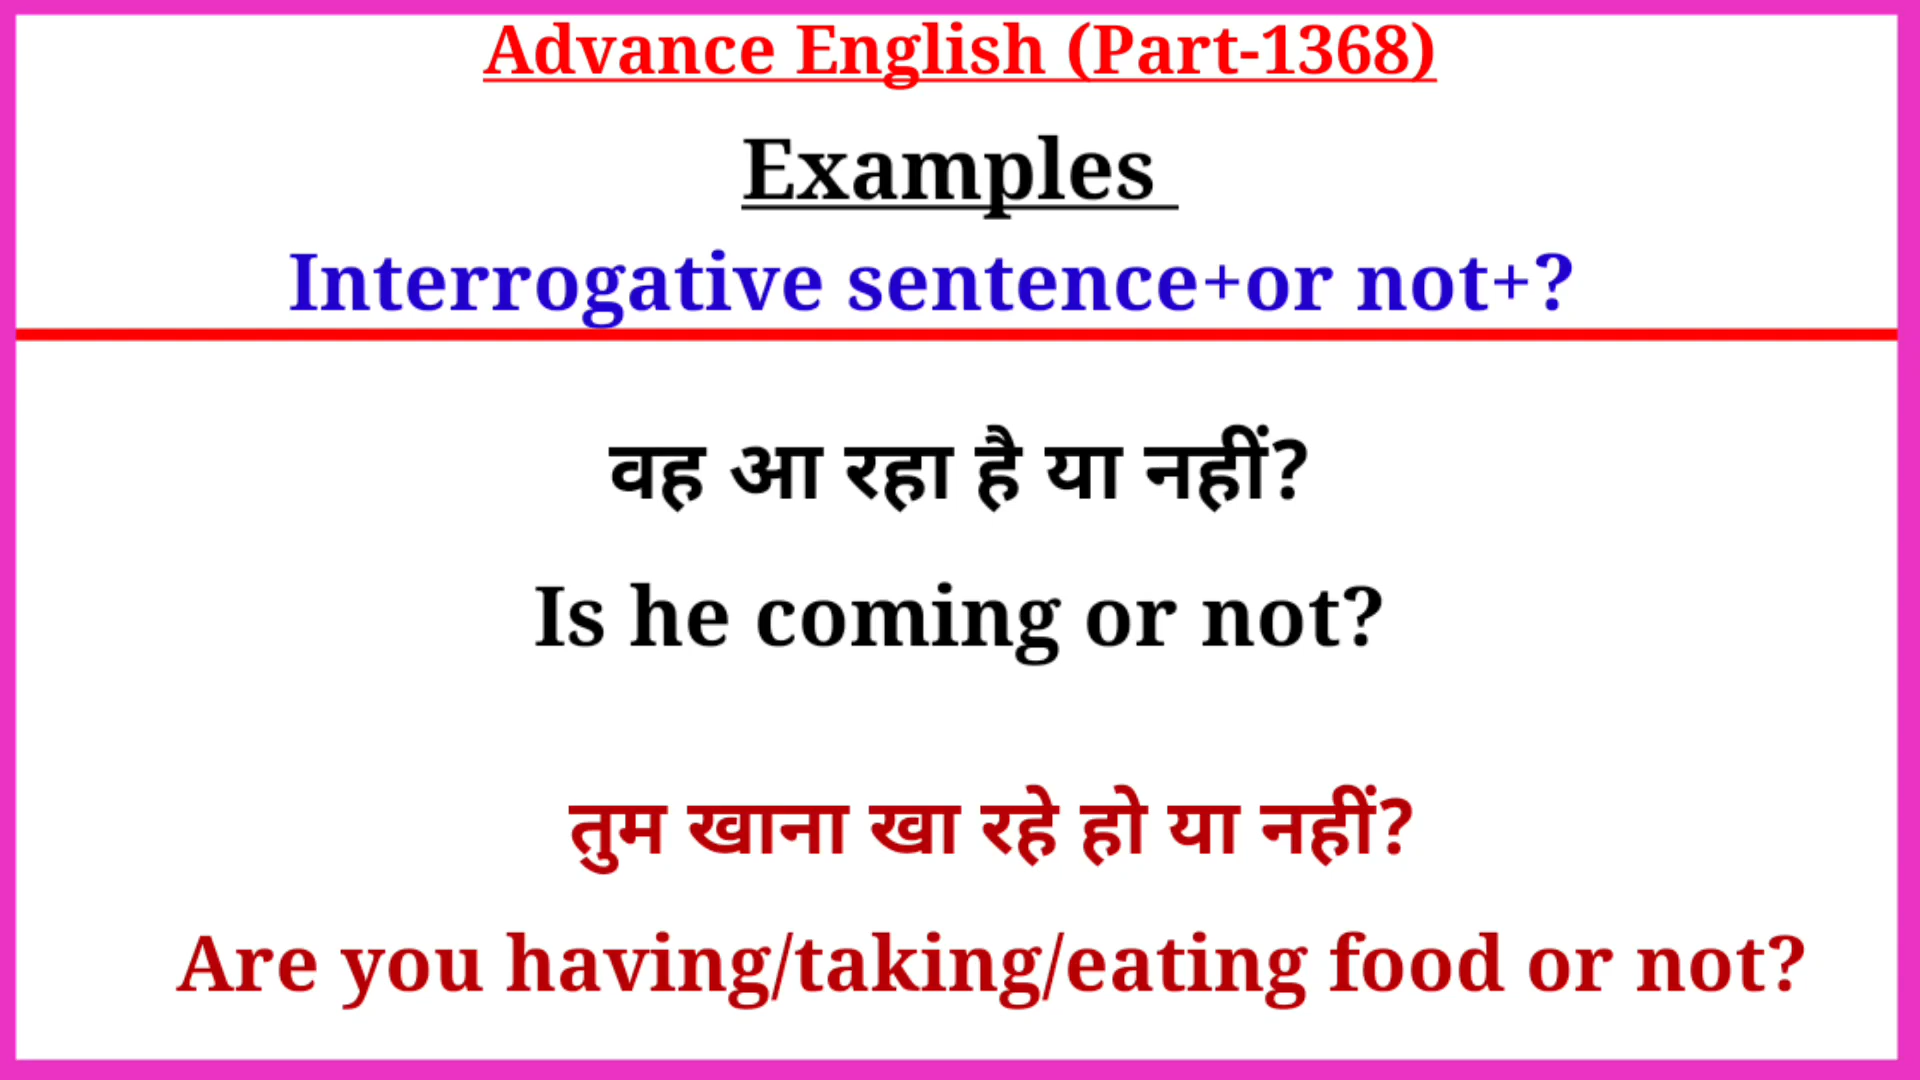 Advance English (Part-1368)
Examples
Interrogative sentence+or not+?
वह आ रहा है या नहीं?
Is he coming or not?
तुम खाना खा रहे हो या नहीं?
Are you having/taking/eating food or not?